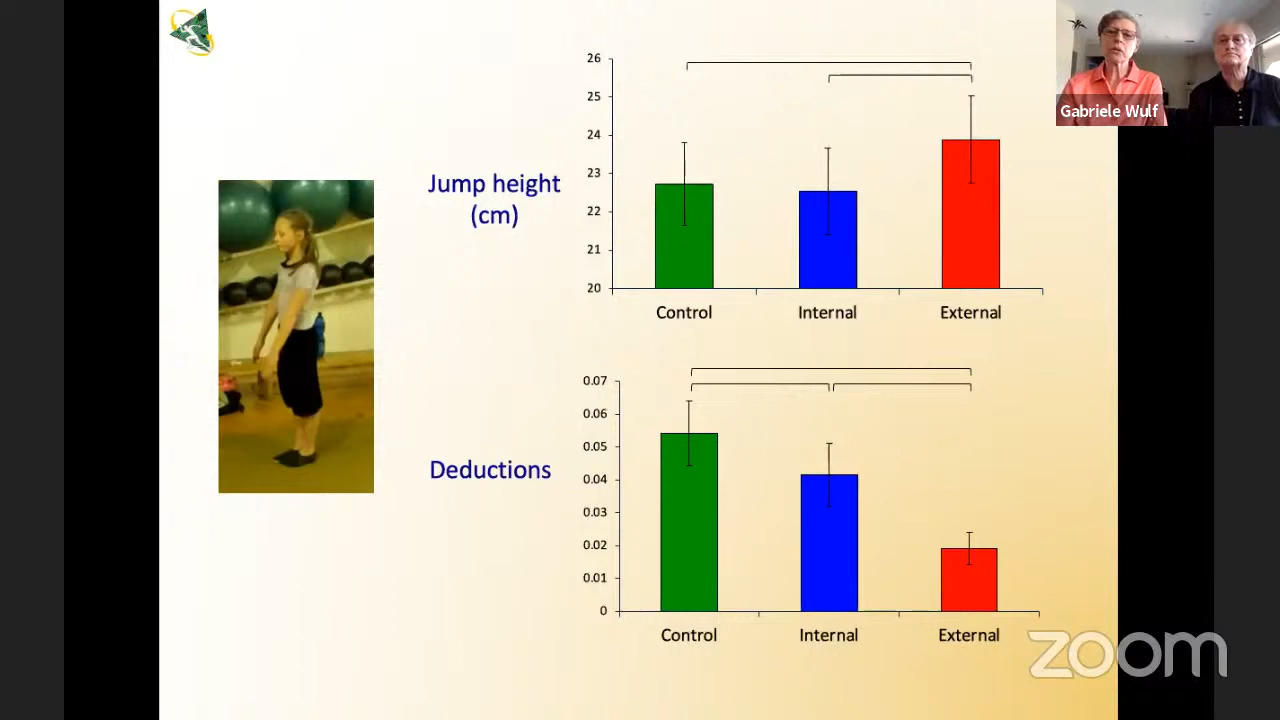 Gabriele Wulf
Jump height
(cm)
26
25
24
23
22
21
20
Control Internal External
Deductions
0.07
0.06
0.05
0.04
0.03
0.02
0.01
0
Control Internal External
zoom